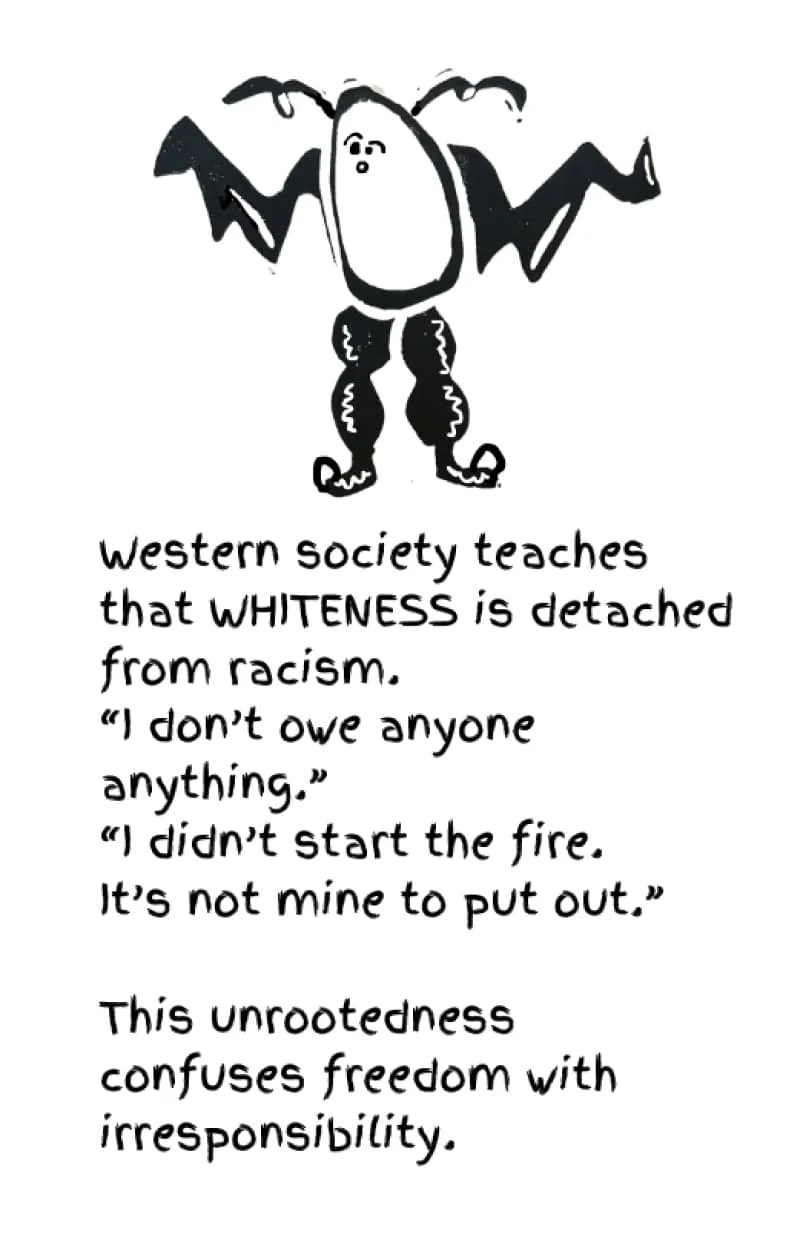 Western society teaches
that WHITENESS is detached
from racism.
“I don’t owe anyone
anything.”
“I didn’t start the fire.
It’s not mine to put out.”
This unrootedness
confuses freedom with
irresponsibility.